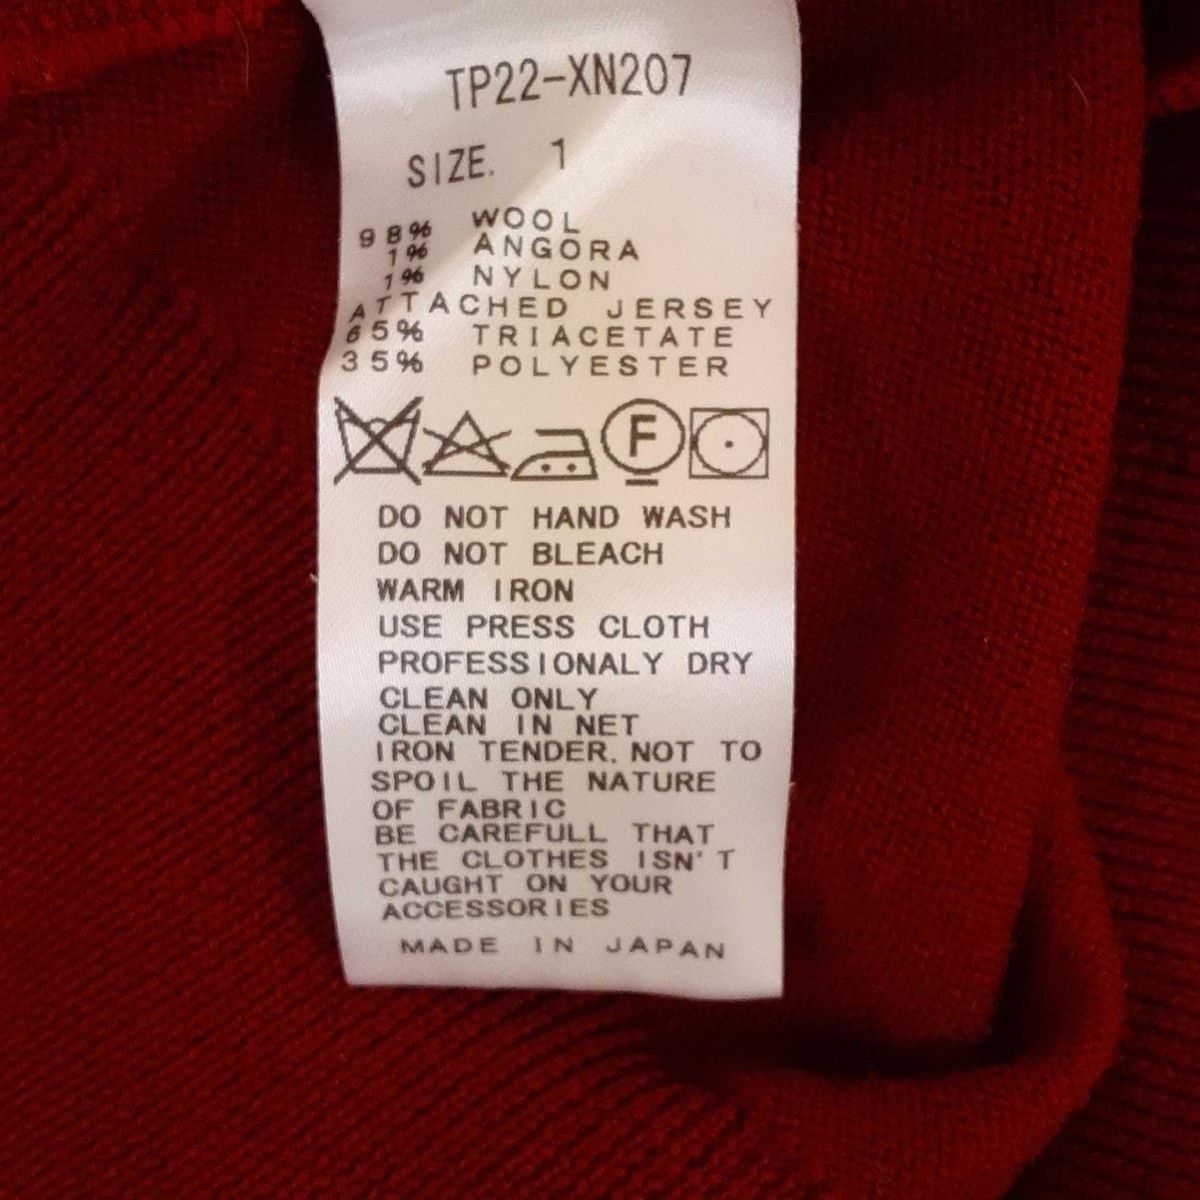 TP22-XN207
SIZE. 1
98% WOOL
1% ANGORA
1% NYLON
ATTACHED JERSEY
65% TRIACETATE
35% POLYESTER
F
DO NOT HAND WASH
DO NOT BLEACH
WARM IRON
USE PRESS CLOTH
PROFESSIONALY DRY
CLEAN ONLY
CLEAN IN NET
IRON TENDER. NOT TO
SPOIL THE NATURE
OF FABRIC
BE CAREFULL THAT
THE CLOTHES ISN'T
CAUGHT ON YOUR
ACCESSORIES
MADE IN JAPAN